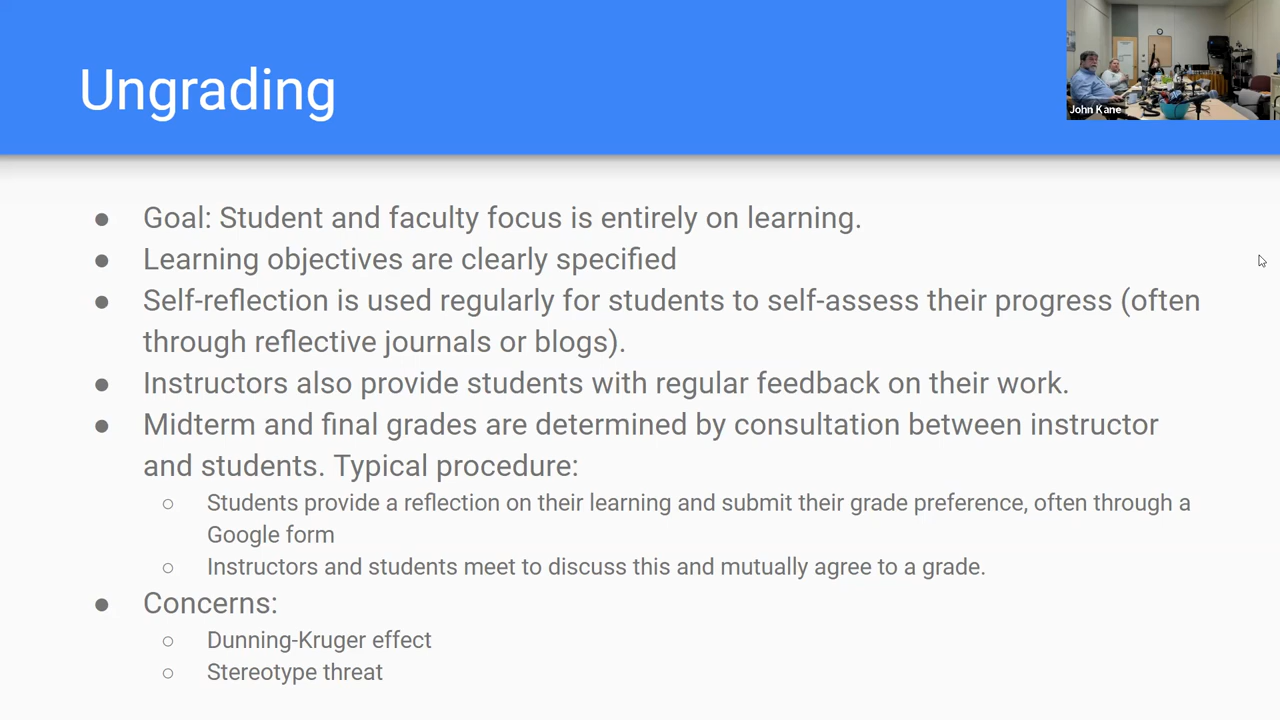 Ungrading
John Kane
● Goal: Student and faculty focus is entirely on learning.
● Learning objectives are clearly specified
● Self-reflection is used regularly for students to self-assess their progress (often
through reflective journals or blogs).
● Instructors also provide students with regular feedback on their work.
● Midterm and final grades are determined by consultation between instructor
and students. Typical procedure:
○ Students provide a reflection on their learning and submit their grade preference, often through a
Google form
○ Instructors and students meet to discuss this and mutually agree to a grade.
● Concerns:
○ Dunning-Kruger effect
○ Stereotype threat